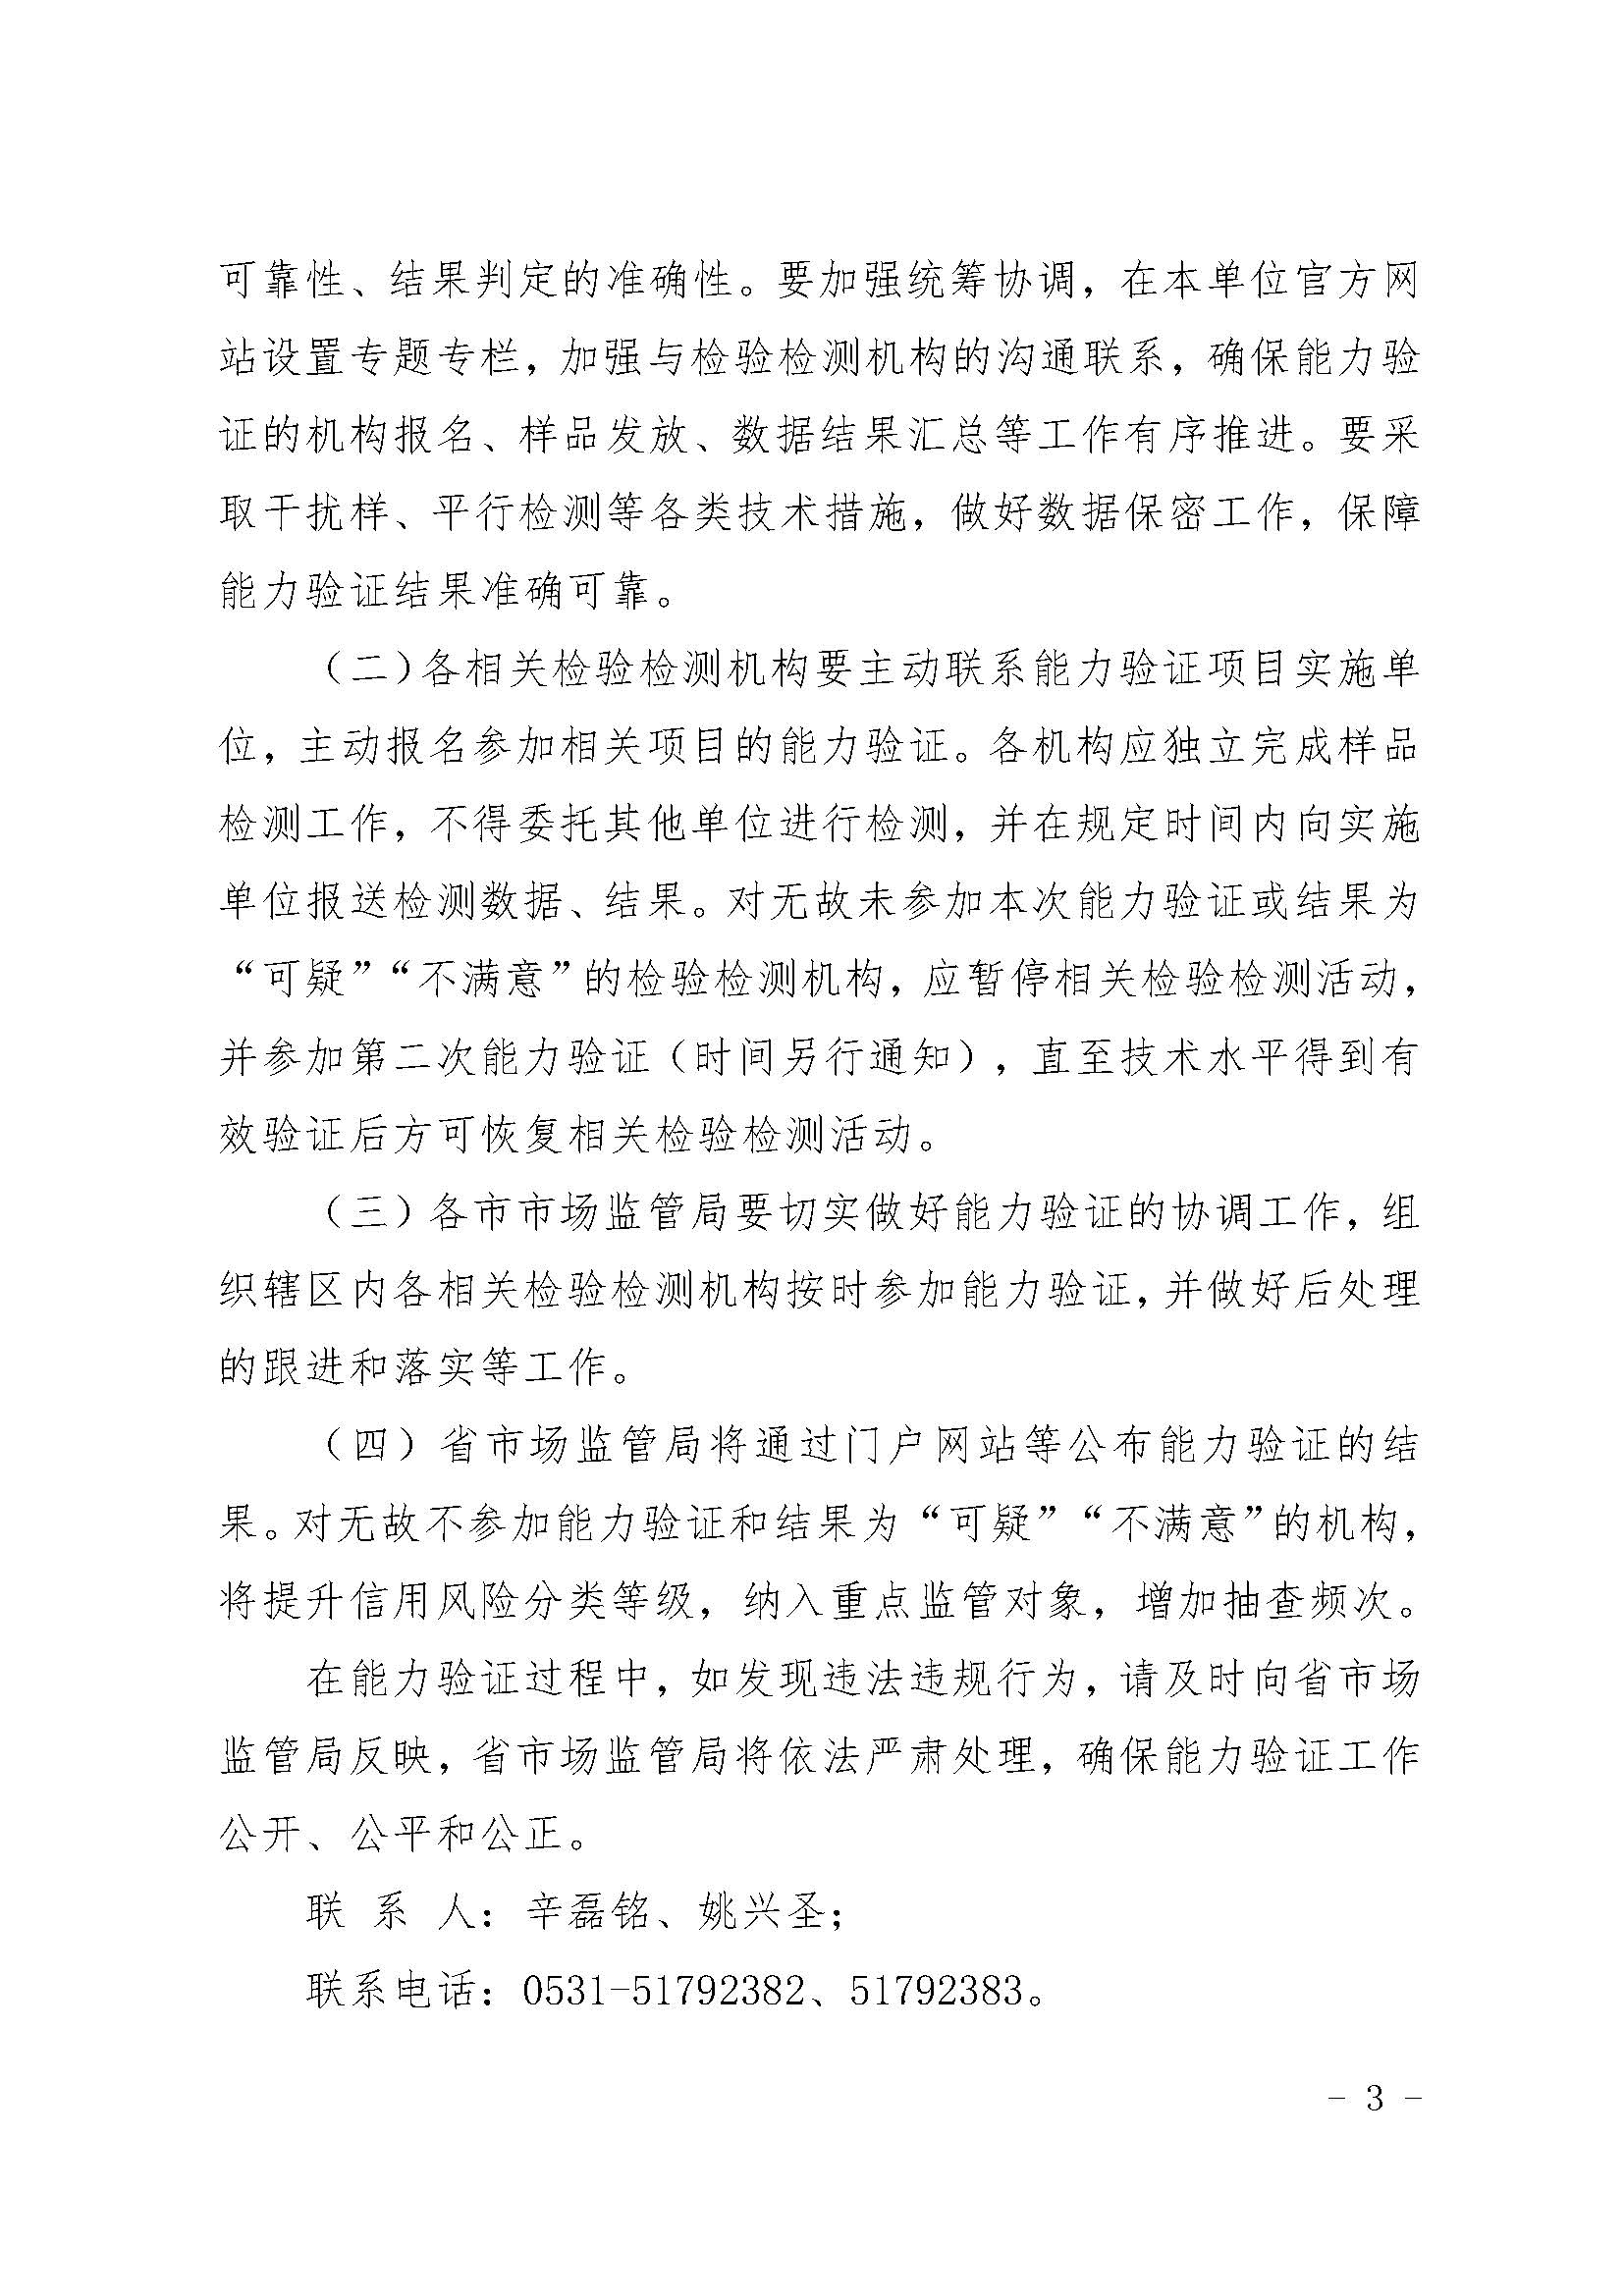 可靠性、结果判定的准确性。要加强统筹协调，在本单位官方网
站设置专题专栏，加强与检验检测机构的沟通联系，确保能力验
证的机构报名、样品发放、数据结果汇总等工作有序推进。要采
取干扰样、平行检测等各类技术措施，做好数据保密工作，保障
能力验证结果准确可靠。
（二）各相关检验检测机构要主动联系能力验证项目实施单
位，主动报名参加相关项目的能力验证。各机构应独立完成样品
检测工作，不得委托其他单位进行检测，并在规定时间内向实施
单位报送检测数据、结果。对无故未参加本次能力验证或结果为
“可疑”“不满意”的检验检测机构，应暂停相关检验检测活动，
并参加第二次能力验证（时间另行通知），直至技术水平得到有
效验证后方可恢复相关检验检测活动。
（三）各市市场监管局要切实做好能力验证的协调工作，组
织辖区内各相关检验检测机构按时参加能力验证，并做好后处理
的跟进和落实等工作。
（四）省市场监管局将通过门户网站等公布能力验证的结
果。对无故不参加能力验证和结果为“可疑”“不满意”的机构，
将提升信用风险分类等级，纳入重点监管对象，增加抽查频次。
在能力验证过程中，如发现违法违规行为，请及时向省市场
监管局反映，省市场监管局将依法严肃处理，确保能力验证工作
公开、公平和公正。
联 系 人：辛磊铭、姚兴圣；
联系电话：0531-51792382、51792383。
- 3 -